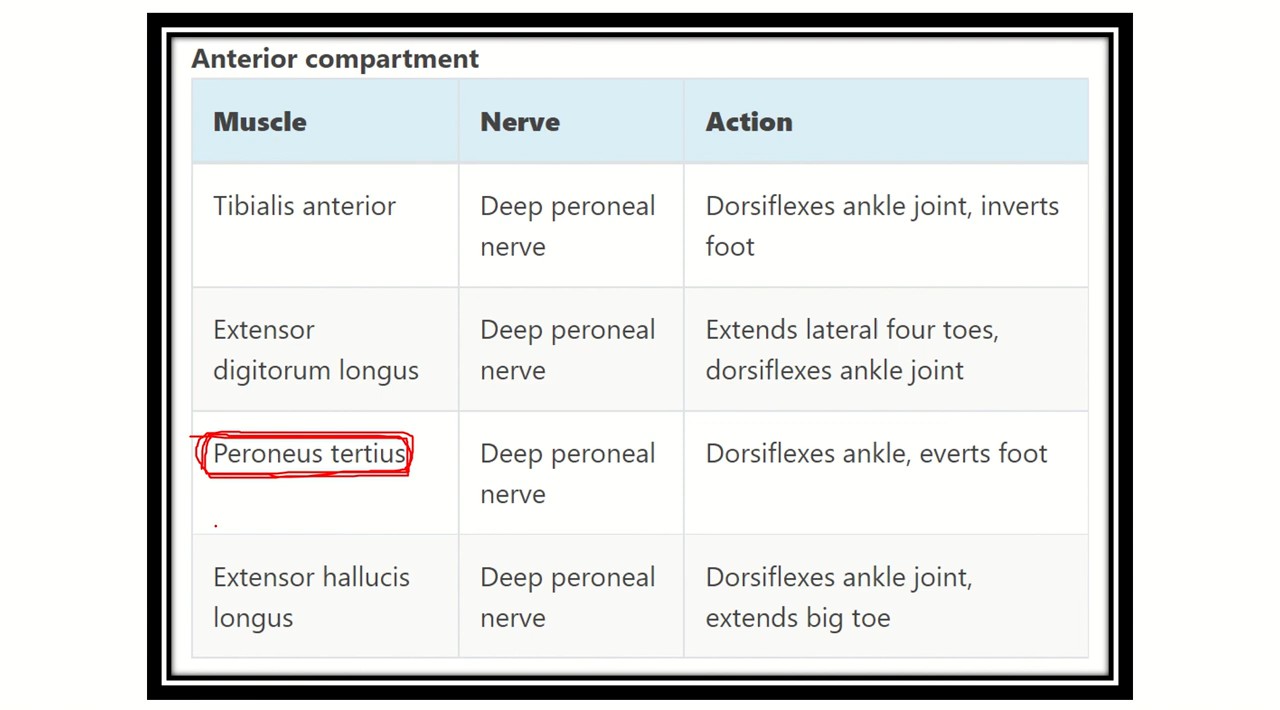 Anterior compartment
Muscle Nerve Action
Tibialis anterior Deep peroneal Dorsiflexes ankle joint, inverts
nerve foot
Extensor Deep peroneal Extends lateral four toes,
digitorum longus nerve dorsiflexes ankle joint
Peroneus tertius Deep peroneal Dorsiflexes ankle, everts foot
nerve
Extensor hallucis Deep peroneal Dorsiflexes ankle joint,
longus nerve extends big toe